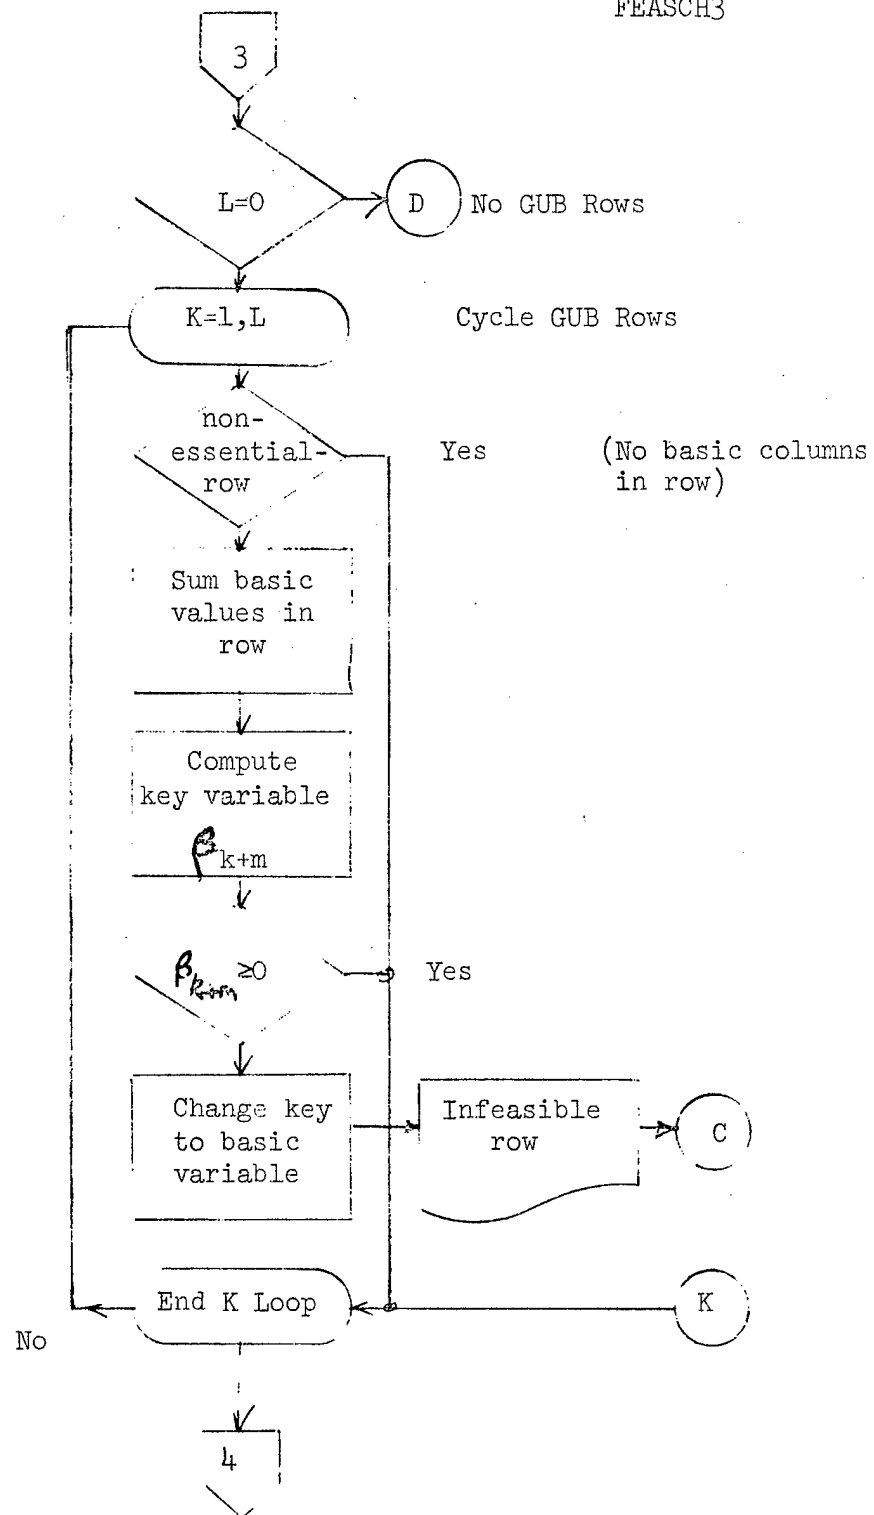 FEASCH3
3
L=0
D
No GUB Rows
K=1,L
Cycle GUB Rows
non-
essential-
row
Yes
(No basic columns
in row)
Sum basic
values in
row
Compute
key variable
β k+m
β k+m ≥0
Yes
Change key
to basic
variable
Infeasible
row
C
End K Loop
K
No
4